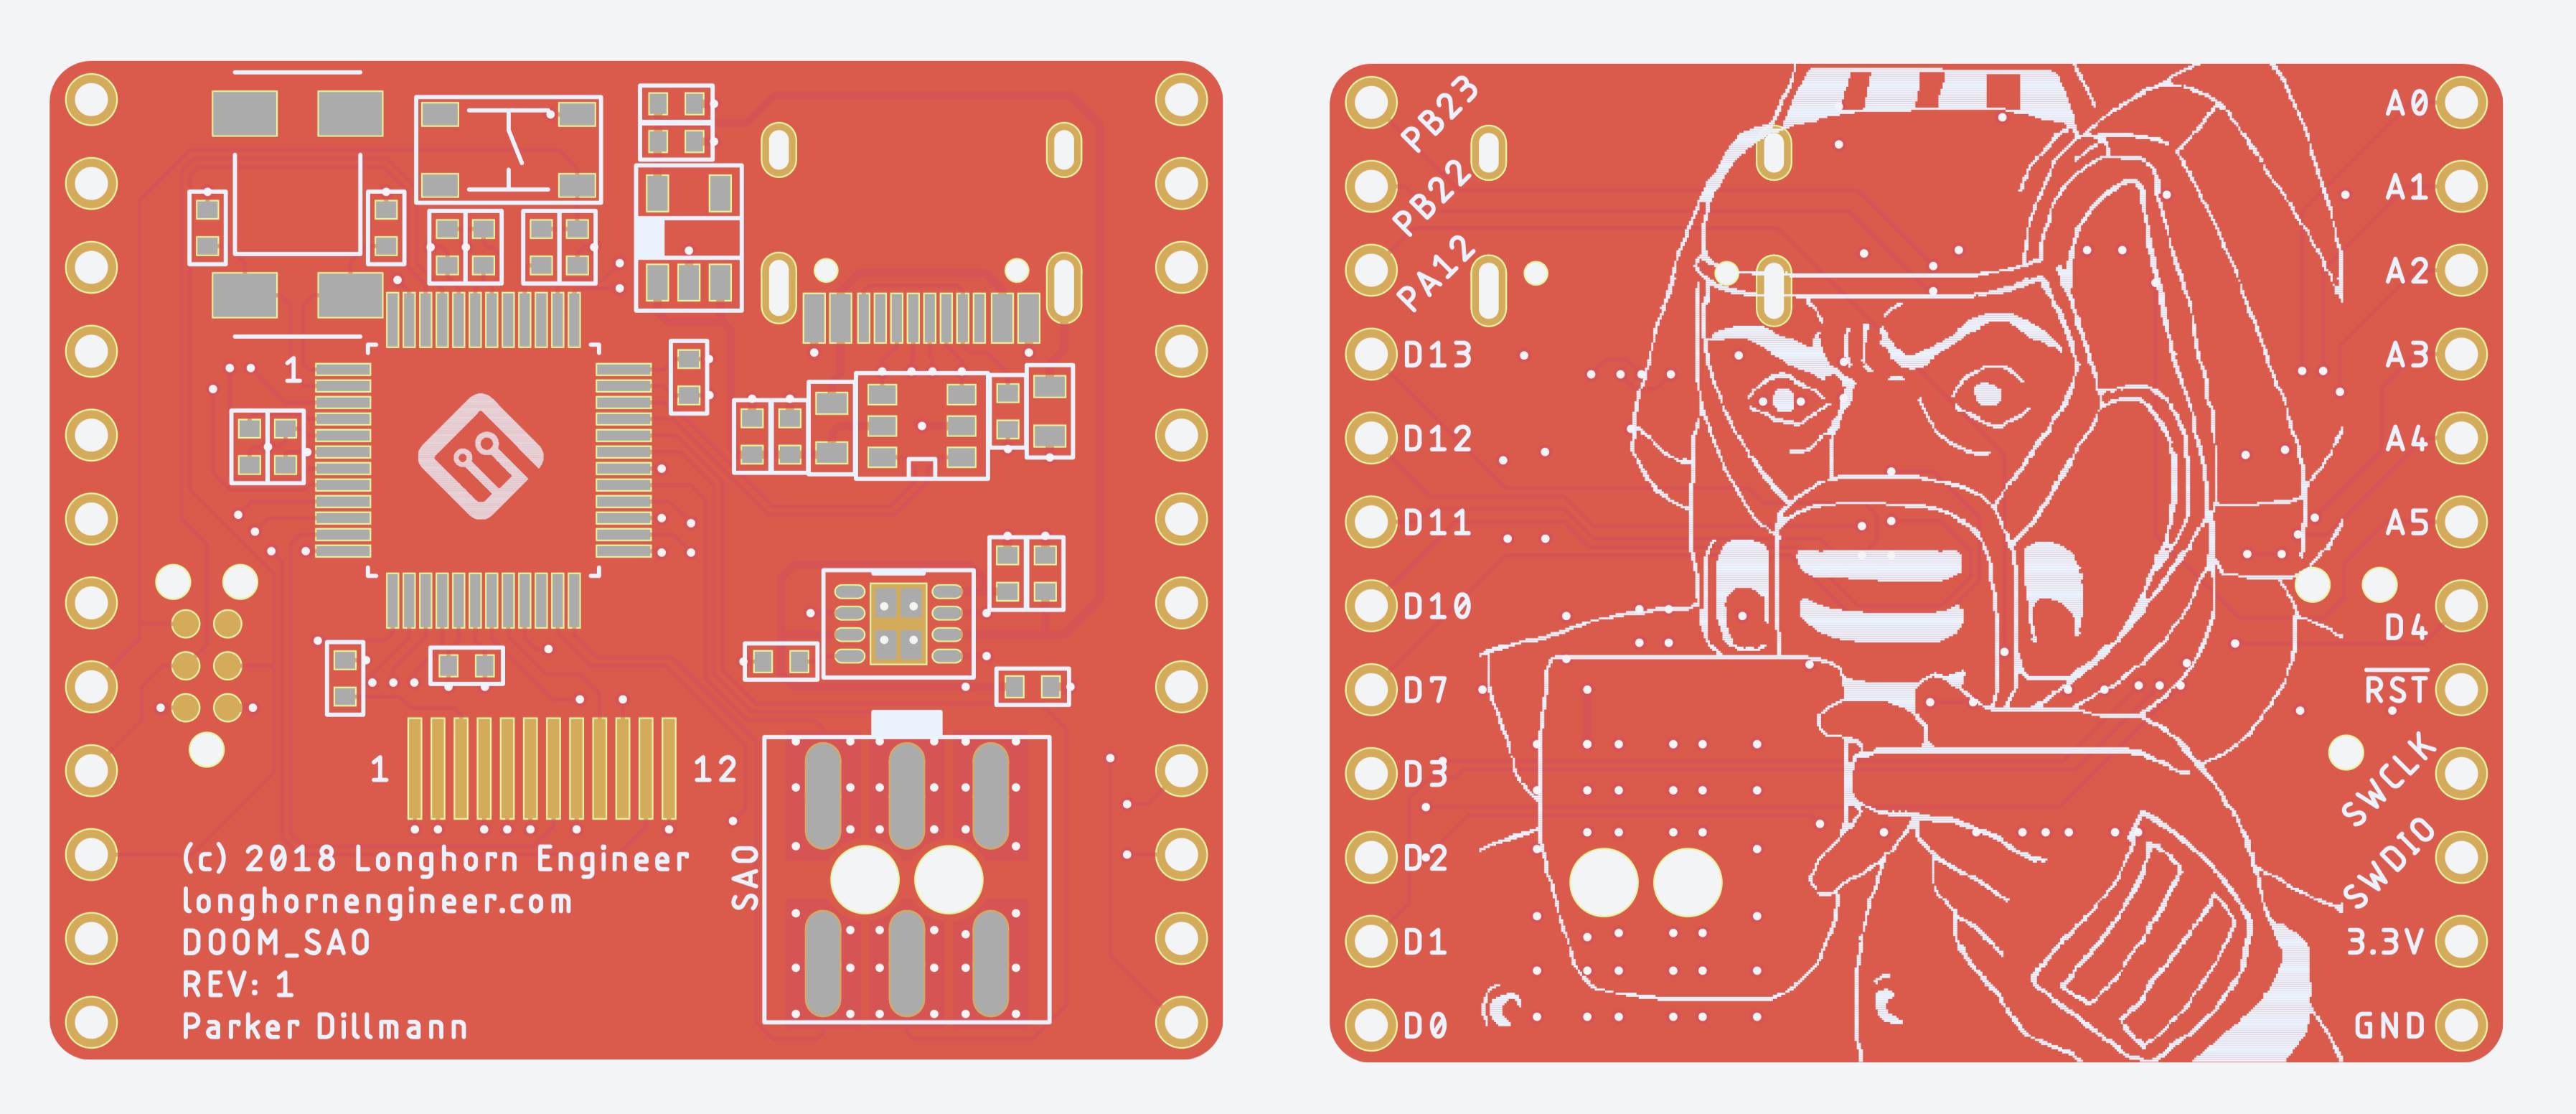 1
1
12
SAO
(c) 2018 Longhorn Engineer
longhornengineer.com
DOOM_SAO
REV: 1
Parker Dillmann
PB23
PB22
PA12
D13
D12
D11
D10
D7
D3
D2
D1
D0
A0
A1
A2
A3
A4
A5
D4
RST
SWCLK
SWDIO
3.3V
GND